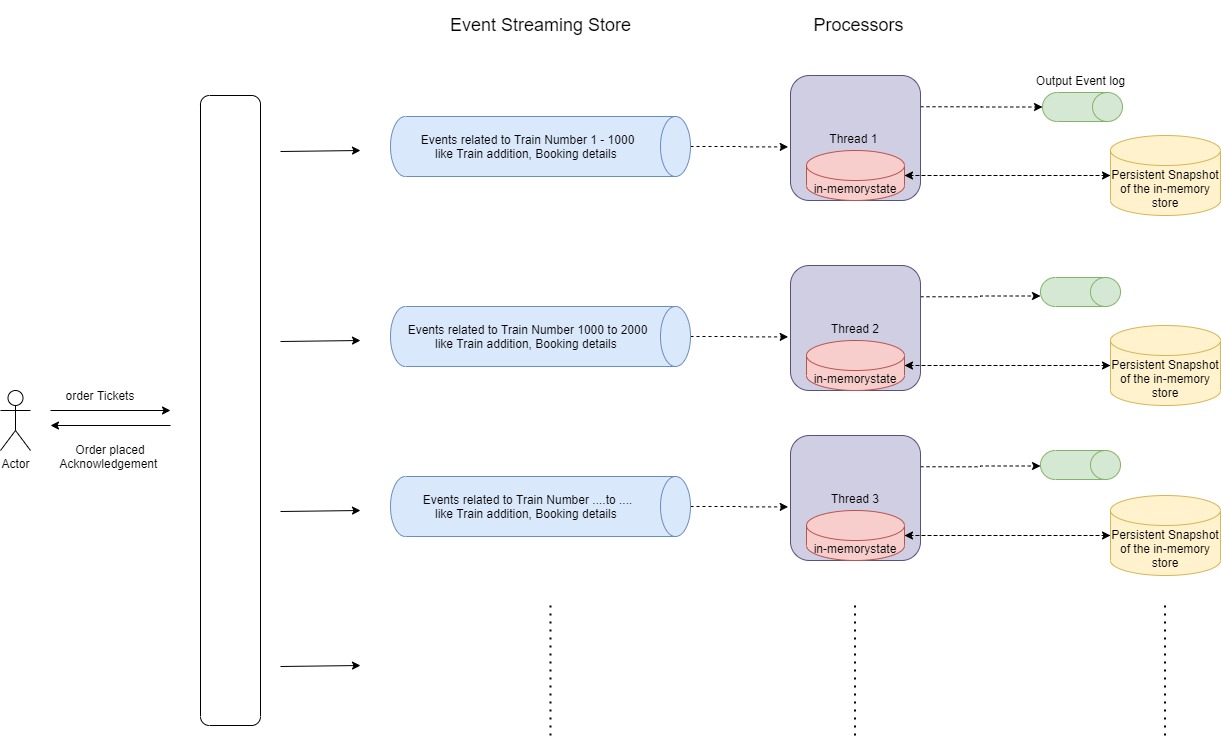 Event Streaming Store
Processors
Output Event log
Events related to Train Number 1 - 1000
like Train addition, Booking details
Thread 1
in-memorystate
Persistent Snapshot
of the in-memory
store
Events related to Train Number 1000 to 2000
like Train addition, Booking details
Thread 2
in-memorystate
Persistent Snapshot
of the in-memory
store
order Tickets
Order placed
Acknowledgement
Actor
Events related to Train Number ....to ....
like Train addition, Booking details
Thread 3
in-memorystate
Persistent Snapshot
of the in-memory
store